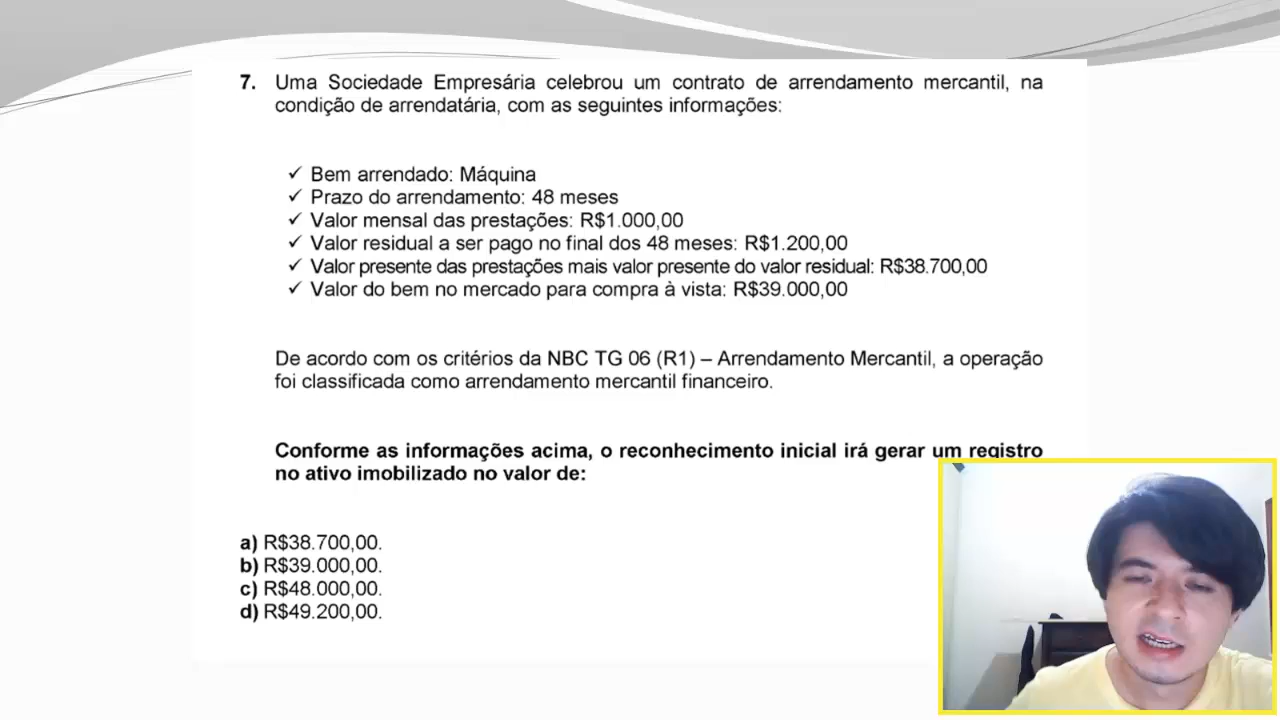 7. Uma Sociedade Empresária celebrou um contrato de arrendamento mercantil, na
condição de arrendatária, com as seguintes informações:
✓ Bem arrendado: Máquina
✓ Prazo do arrendamento: 48 meses
✓ Valor mensal das prestações: R$1.000,00
✓ Valor residual a ser pago no final dos 48 meses: R$1.200,00
✓ Valor presente das prestações mais valor presente do valor residual: R$38.700,00
✓ Valor do bem no mercado para compra à vista: R$39.000,00
De acordo com os critérios da NBC TG 06 (R1) – Arrendamento Mercantil, a operação
foi classificada como arrendamento mercantil financeiro.
Conforme as informações acima, o reconhecimento inicial irá gerar um registro
no ativo imobilizado no valor de:
a) R$38.700,00.
b) R$39.000,00.
c) R$48.000,00.
d) R$49.200,00.